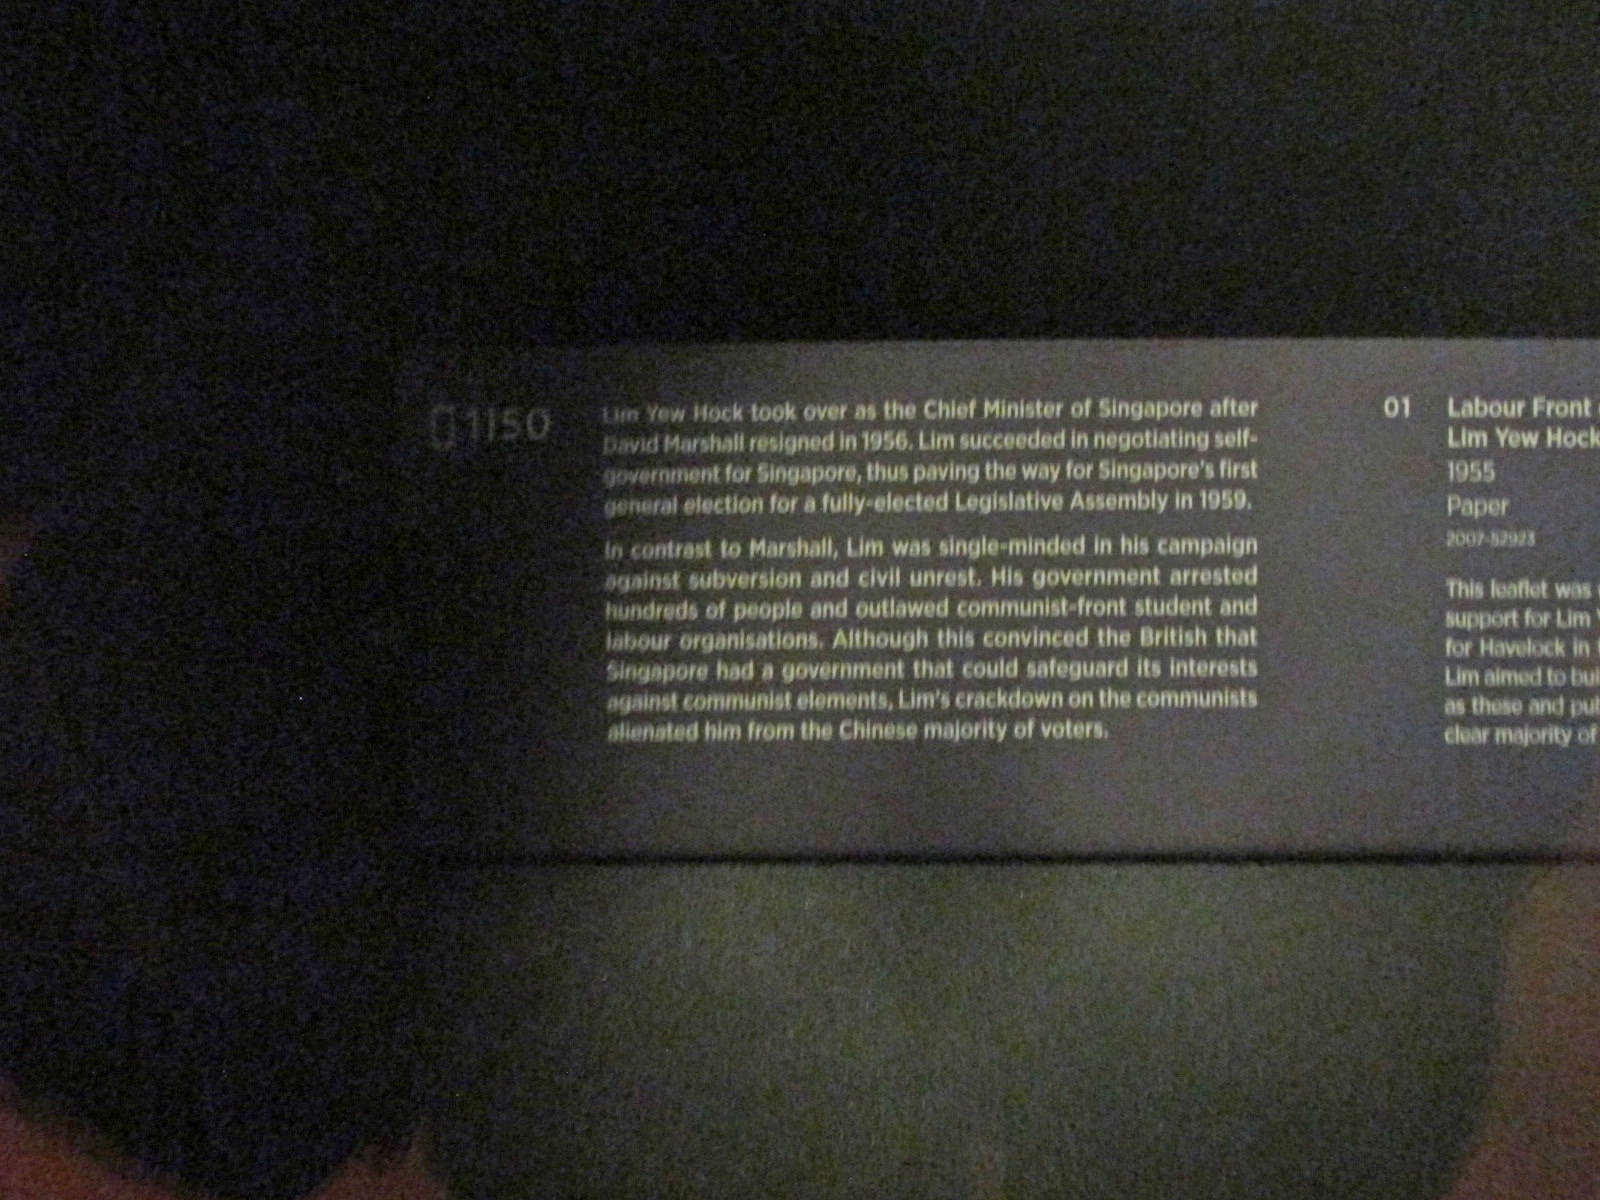 1150
Lim Yew Hock took over as the Chief Minister of Singapore after
David Marshall resigned in 1956. Lim succeeded in negotiating self-
government for Singapore, thus paving the way for Singapore's first
general election for a fully-elected Legislative Assembly in 1959.
In contrast to Marshall, Lim was single-minded in his campaign
against subversion and civil unrest. His government arrested
hundreds of people and outlawed communist-front student and
labour organisations. Although this convinced the British that
Singapore had a government that could safeguard its interests
against communist elements, Lim's crackdown on the communists
alienated him from the Chinese majority of voters.
01
Labour Front
Lim Yew Hock
1955
Paper
2007-52923
This leaflet was
support for Lim
for Havelock in
Lim aimed to
as these and
clear majority of